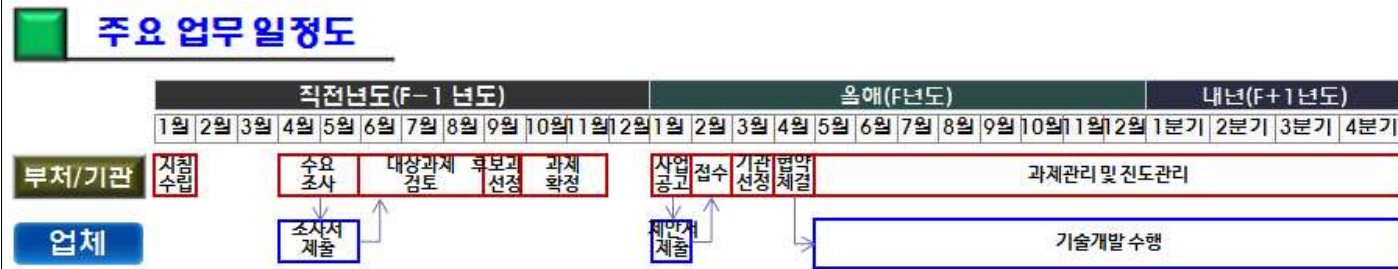 주요 업무 일정도
직전년도(F-1 년도) 올해(F년도) 내년(F+1년도)
1월 2월 3월 4월 5월 6월 7월 8월 9월 10월 11월 12월 1월 2월 3월 4월 5월 6월 7월 8월 9월 10월 11월 12월 1분기 2분기 3분기 4분기
부처/기관
지침
수립
수요
조사
대상과제
검토
후보과
선정
과제
확정
사업
공고
접수
기관
선정
협약
체결
과제관리 및 진도관리
업체
조사서
제출
제안서
제출
기술개발 수행